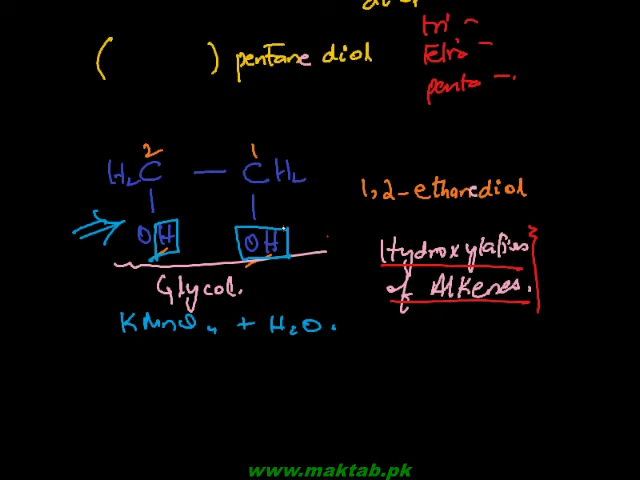 tri -
( ) pentane diol
tetra -
penta -.
2 1
H₂C — CH₂
1,2-ethanediol
OH OH
Hydroxylation
Glycol.
of Alkenes.
KMnO₄ + H₂O.
www.maktab.pk